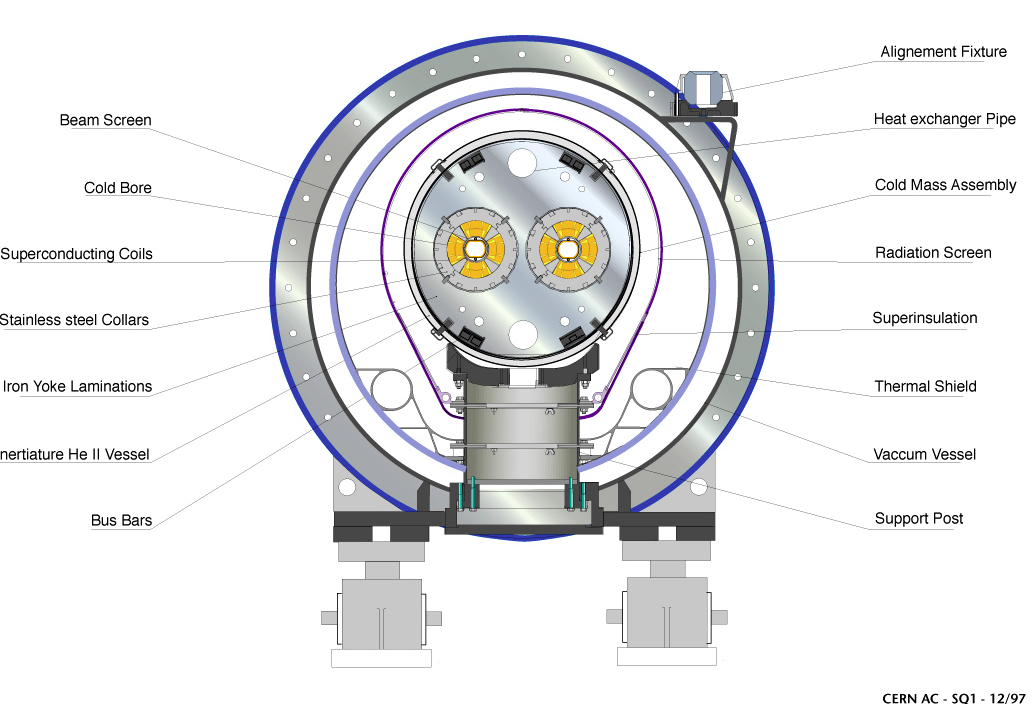 Alignement Fixture
Beam Screen
Heat exchanger Pipe
Cold Bore
Cold Mass Assembly
Superconducting Coils
Radiation Screen
Stainless steel Collars
Superinsulation
Iron Yoke Laminations
Thermal Shield
nertiature He II Vessel
Vaccum Vessel
Bus Bars
Support Post
CERN AC - SQ1 - 12/97